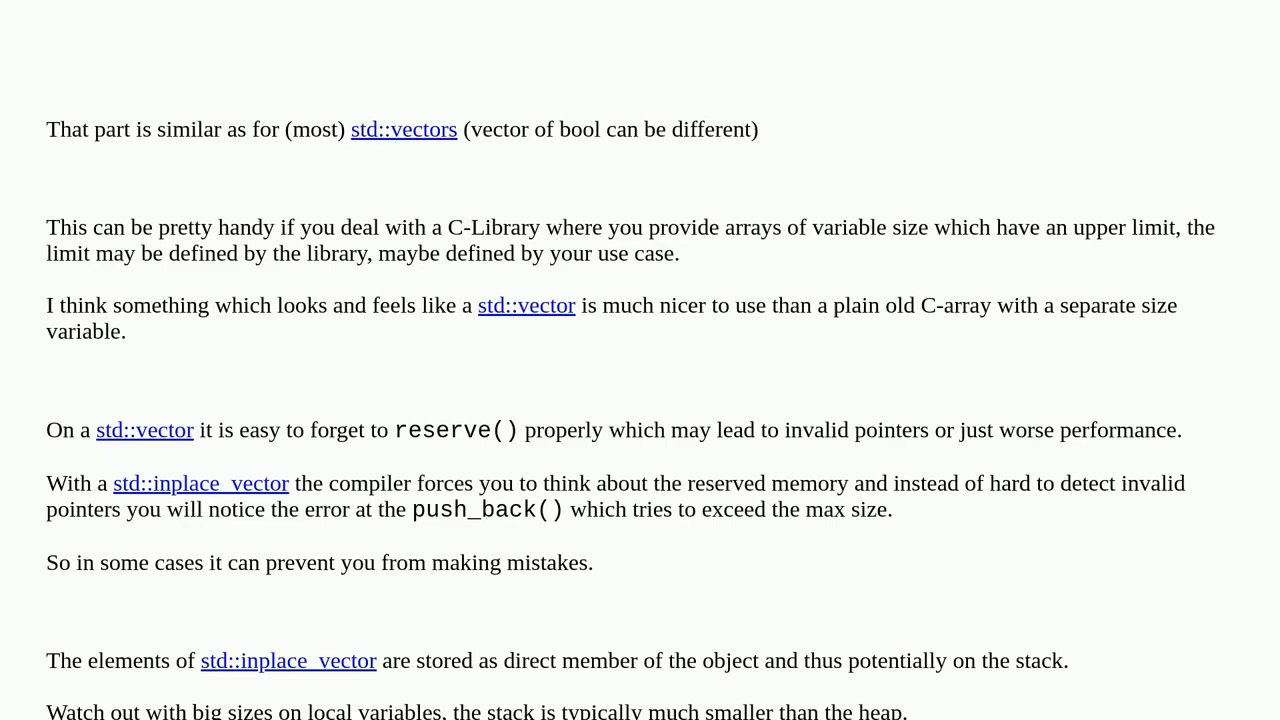 That part is similar as for (most) std::vectors (vector of bool can be different)
This can be pretty handy if you deal with a C-Library where you provide arrays of variable size which have an upper limit, the
limit may be defined by the library, maybe defined by your use case.
I think something which looks and feels like a std::vector is much nicer to use than a plain old C-array with a separate size
variable.
On a std::vector it is easy to forget to reserve() properly which may lead to invalid pointers or just worse performance.
With a std::inplace_vector the compiler forces you to think about the reserved memory and instead of hard to detect invalid
pointers you will notice the error at the push_back() which tries to exceed the max size.
So in some cases it can prevent you from making mistakes.
The elements of std::inplace_vector are stored as direct member of the object and thus potentially on the stack.
Watch out with big sizes on local variables, the stack is typically much smaller than the heap.